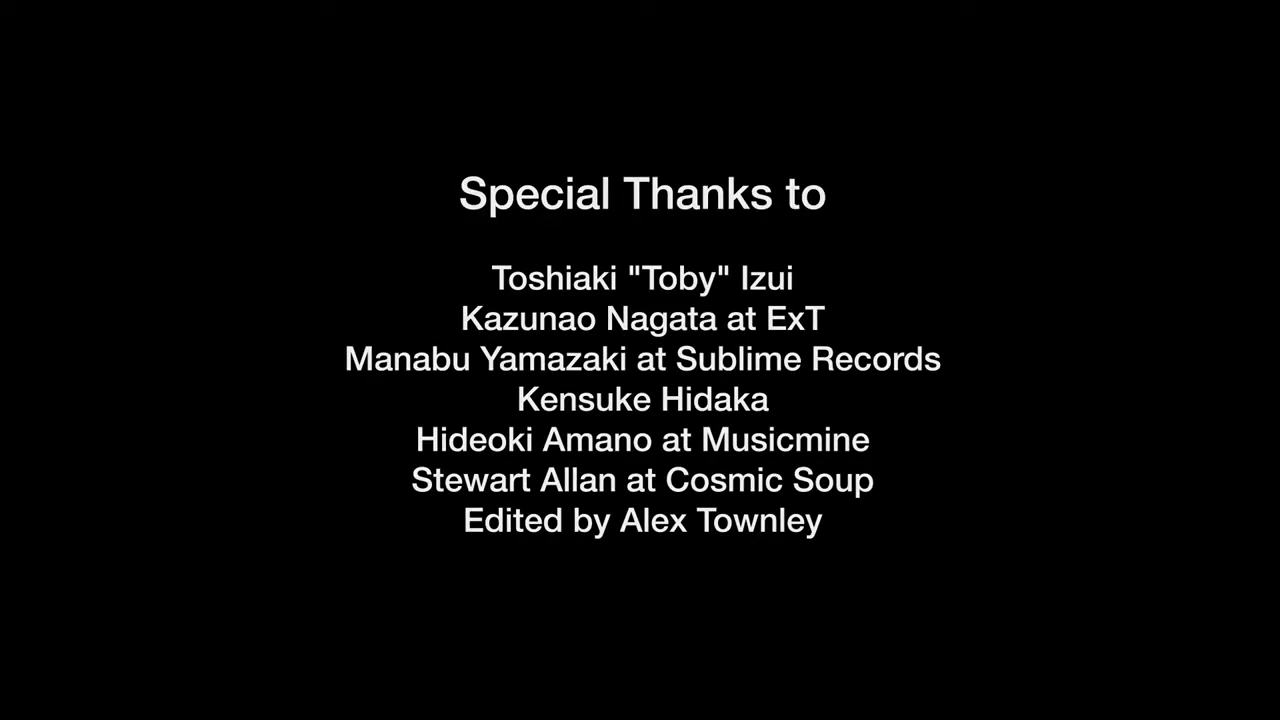 Special Thanks to
Toshiaki "Toby" Izui
Kazunao Nagata at ExT
Manabu Yamazaki at Sublime Records
Kensuke Hidaka
Hideoki Amano at Musicmine
Stewart Allan at Cosmic Soup
Edited by Alex Townley